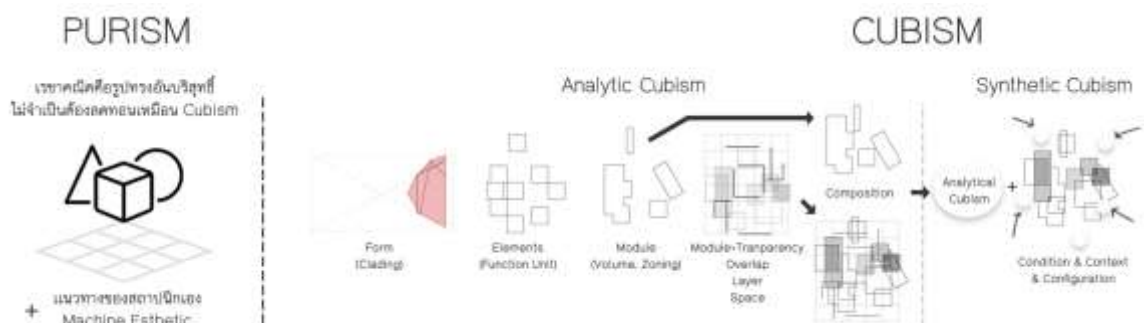 PURISM
เรขาคณิตคือรูปทรงอันบริสุทธิ์
ไม่จำเป็นต้องลดทอนเหมือน Cubism
+ แนวทางของสถาปนิกเอง
Machine Esthetic
CUBISM
Analytic Cubism
Synthetic Cubism
Form
(Clading)
Elements
(Function Unit)
Module
(Volume, Zoning)
Module+Tranparency
Overlap
Layer
Space
Composition
Analytical
Cubism
+
Condition & Context
& Configuration